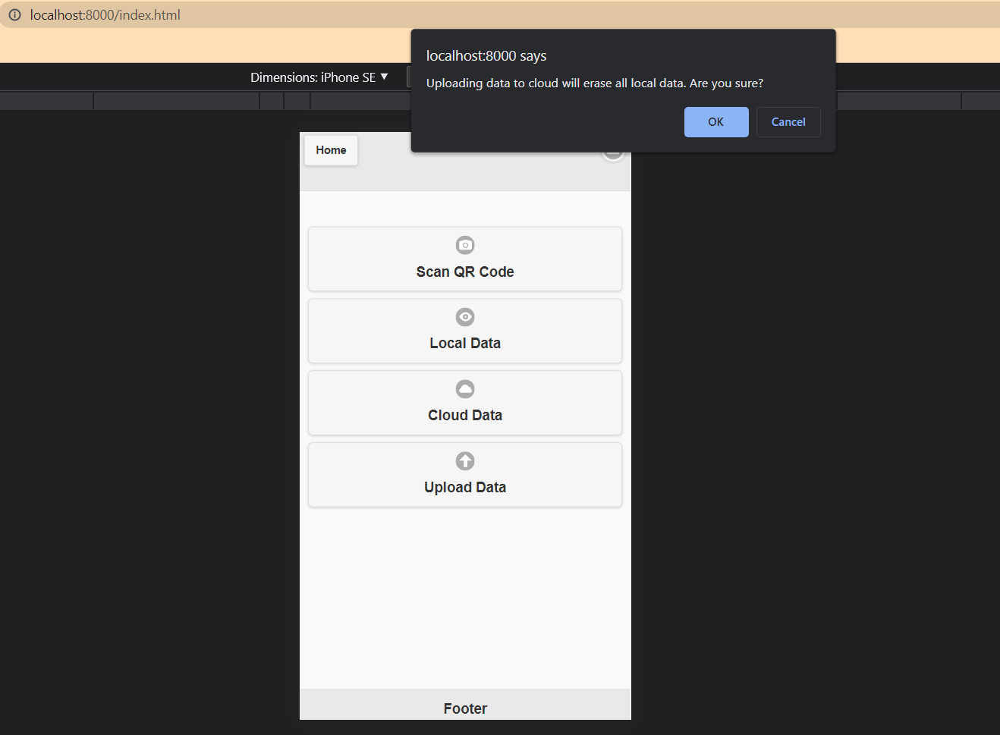 localhost:8000/index.html
localhost:8000 says
Uploading data to cloud will erase all local data. Are you sure?
OK
Cancel
Dimensions: iPhone SE
Home
Scan QR Code
Local Data
Cloud Data
Upload Data
Footer